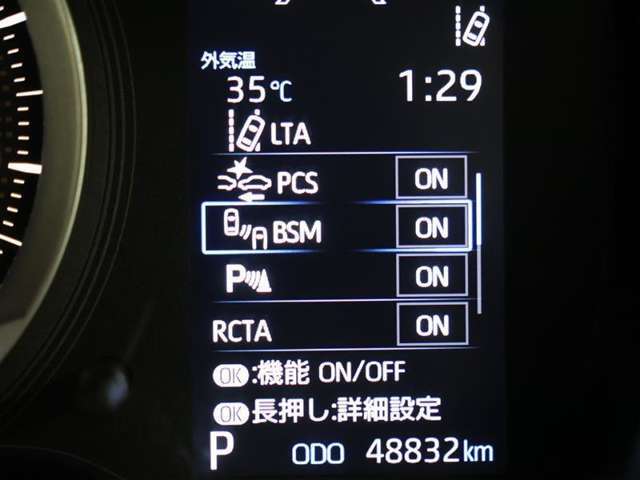 外気温
35℃ 1:29
LTA
PCS ON
BSM ON
P ON
RCTA ON
OK:機能 ON/OFF
OK長押し:詳細設定
P ODO 48832km